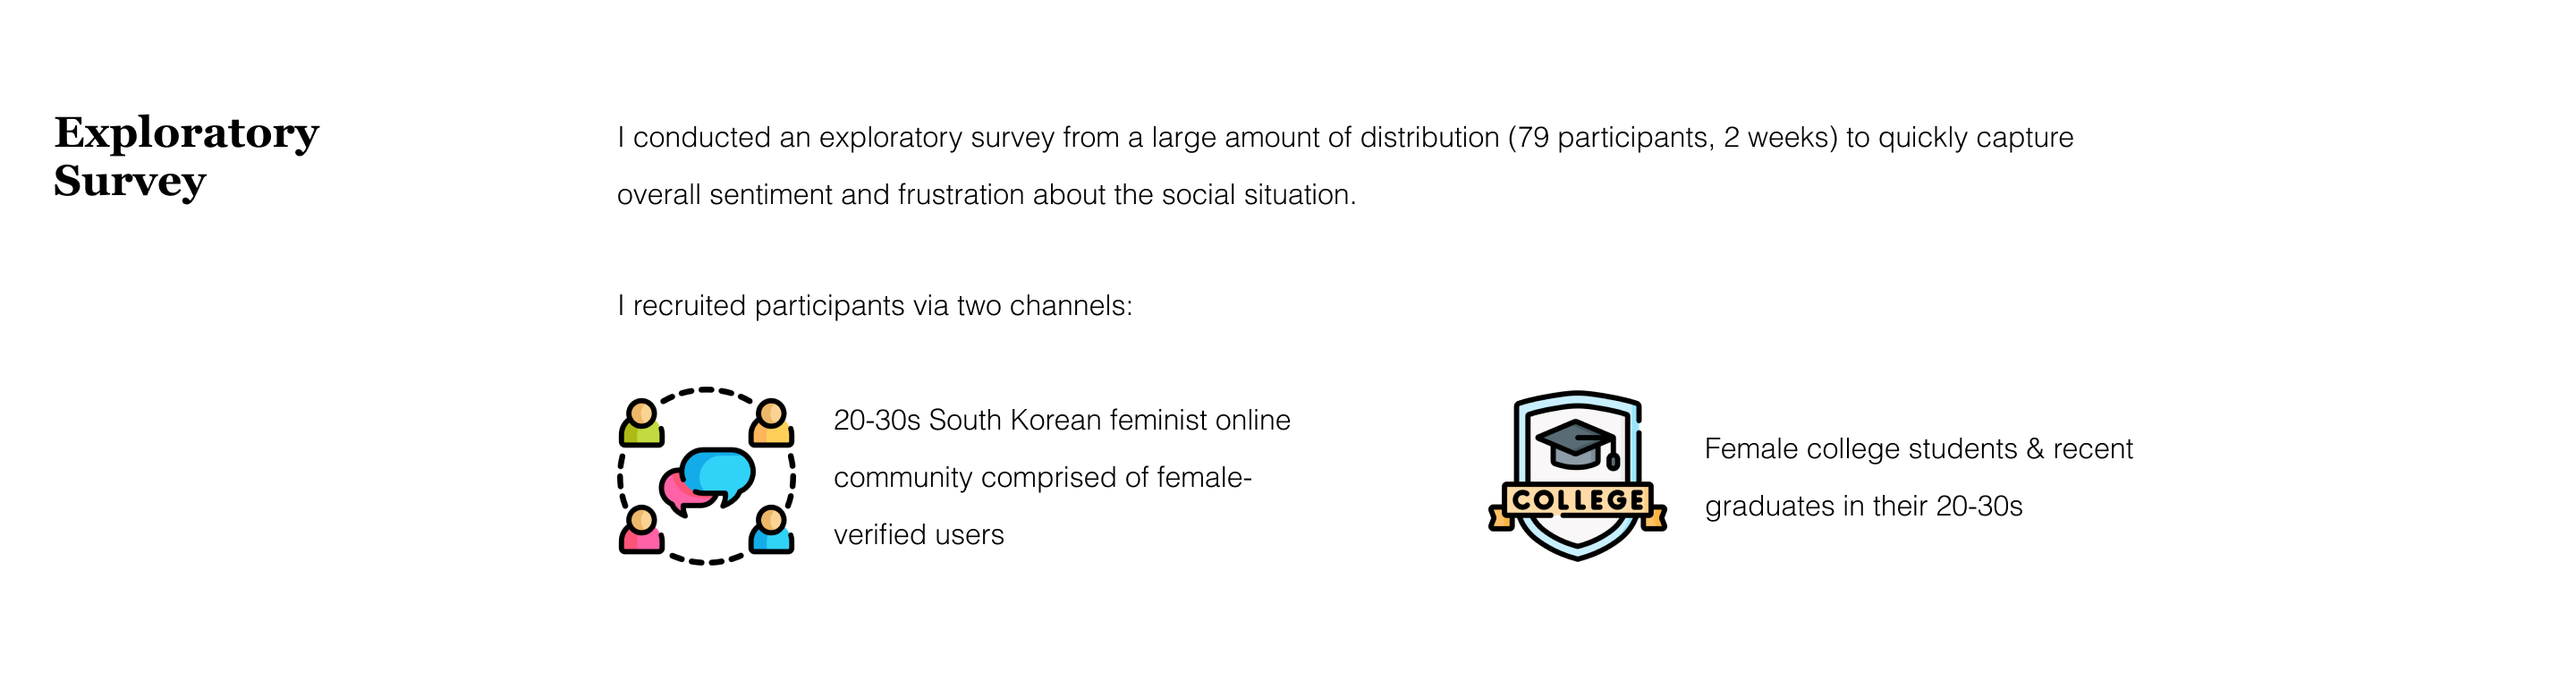 Exploratory
Survey
I conducted an exploratory survey from a large amount of distribution (79 participants, 2 weeks) to quickly capture
overall sentiment and frustration about the social situation.
I recruited participants via two channels:
20-30s South Korean feminist online
community comprised of female-
verified users
COLLEGE
Female college students & recent
graduates in their 20-30s